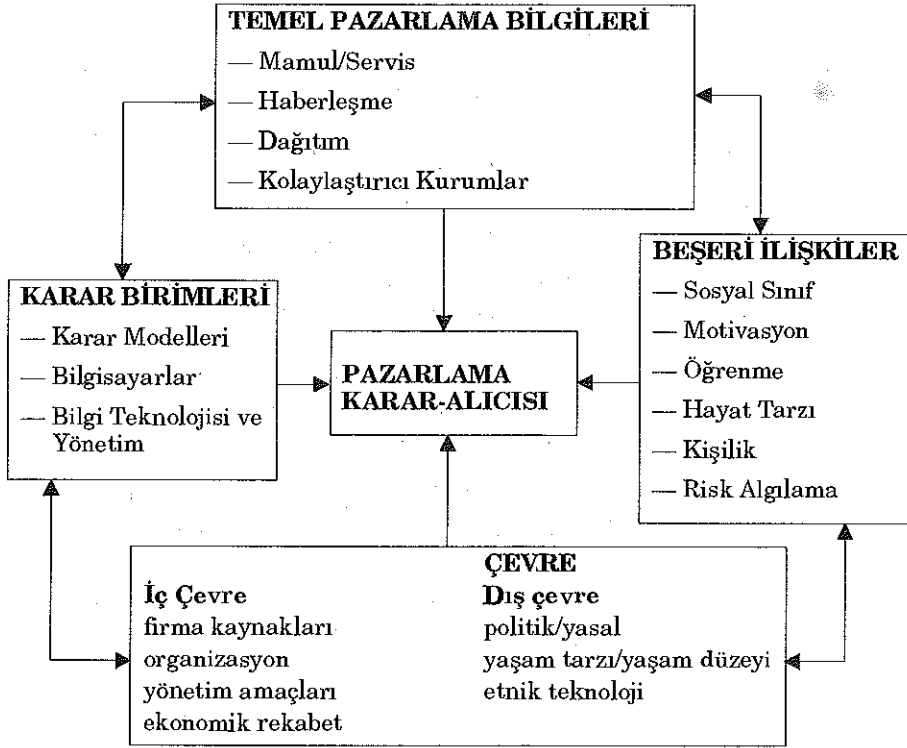 TEMEL PAZARLAMA BİLGİLERİ
— Mamul/Servis
— Haberleşme
— Dağıtım
— Kolaylaştırıcı Kurumlar
KARAR BİRİMLERİ
— Karar Modelleri
— Bilgisayarlar
— Bilgi Teknolojisi ve
Yönetim
PAZARLAMA
KARAR-ALICISI
BEŞERİ İLİŞKİLER
— Sosyal Sınıf
— Motivasyon
— Öğrenme
— Hayat Tarzı
— Kişilik
— Risk Algılama
ÇEVRE
İç Çevre
firma kaynakları
organizasyon
yönetim amaçları
ekonomik rekabet
Dış çevre
politik/yasal
yaşam tarzı/yaşam düzeyi
etnik teknoloji